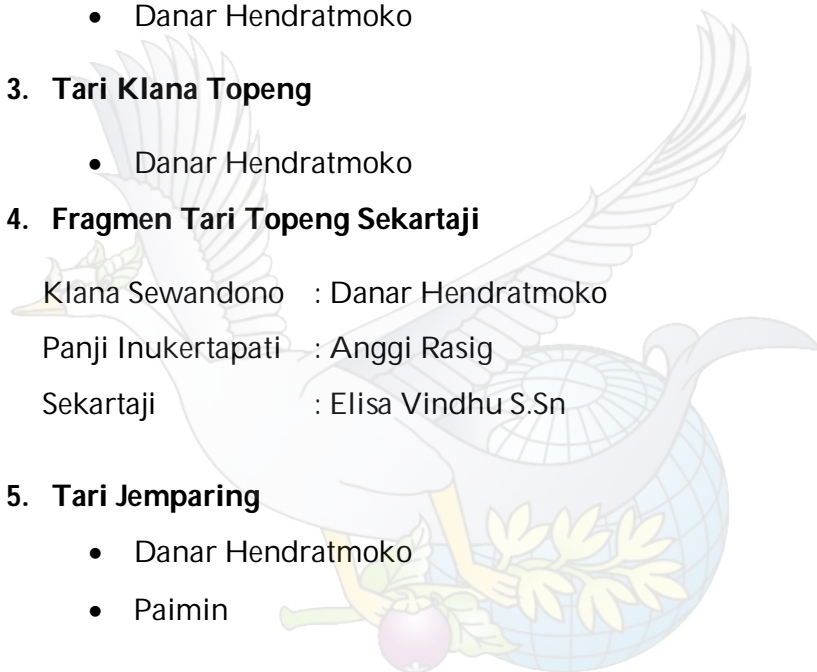 • Danar Hendratmoko
3. Tari Klana Topeng
• Danar Hendratmoko
4. Fragmen Tari Topeng Sekartaji
Klana Sewandono : Danar Hendratmoko
Panji Inukertapati : Anggi Rasig
Sekartaji : Elisa Vindhu S.Sn
5. Tari Jemparing
• Danar Hendratmoko
• Paimin